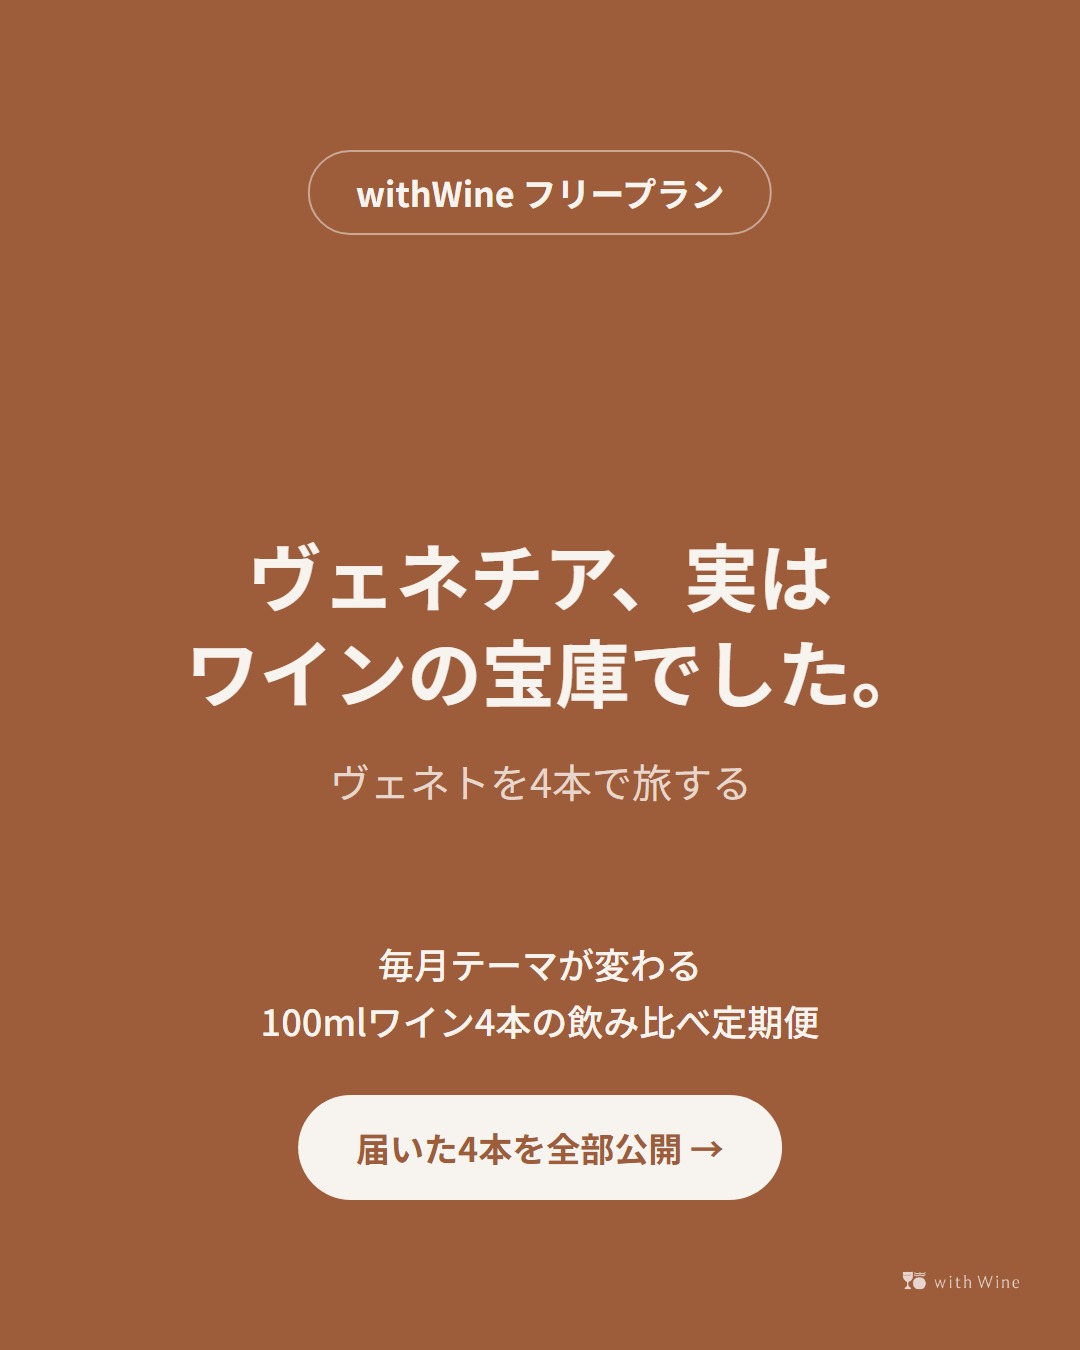 withWine フリープラン
ヴェネチア、実は
ワインの宝庫でした。
ヴェネトを4本で旅する
毎月テーマが変わる
100mlワイン4本の飲み比べ定期便
届いた4本を全部公開 →
with Wine